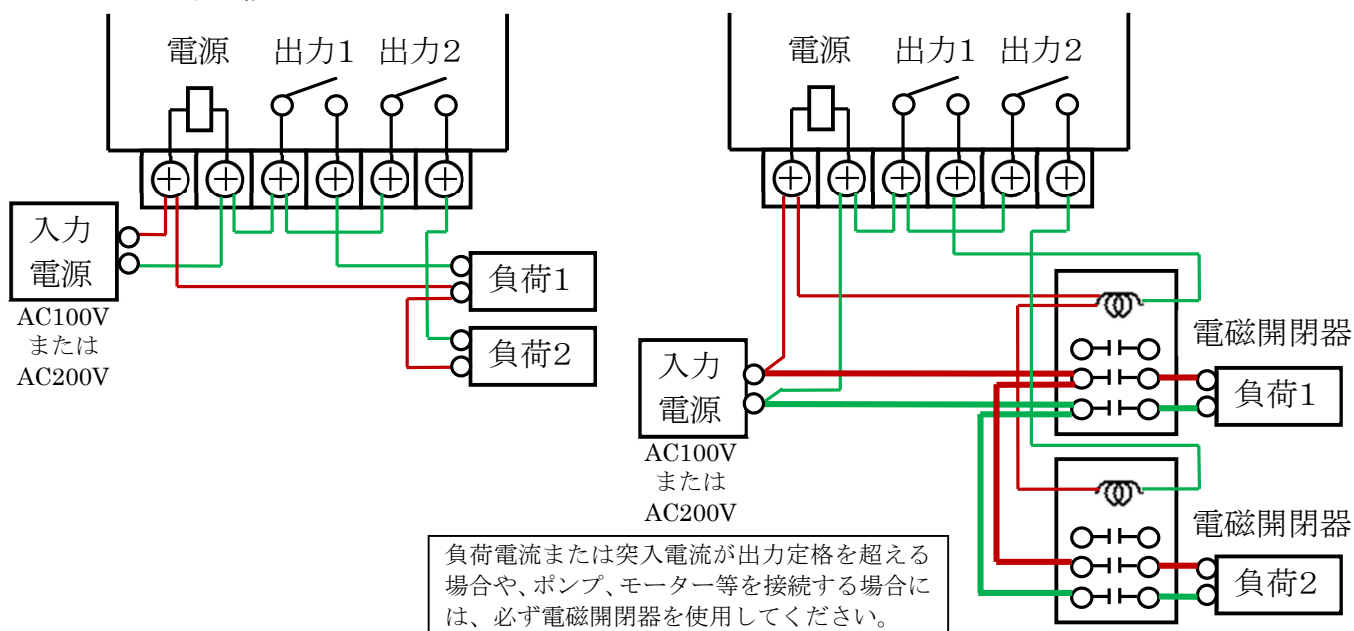 電源 出力1 出力2
入力
電源
AC100V
または
AC200V
負荷1
負荷2
電源 出力1 出力2
入力
電源
AC100V
または
AC200V
電磁開閉器
負荷1
電磁開閉器
負荷2
負荷電流または突入電流が出力定格を超える
場合や、ポンプ、モーター等を接続する場合に
は、必ず電磁開閉器を使用してください。